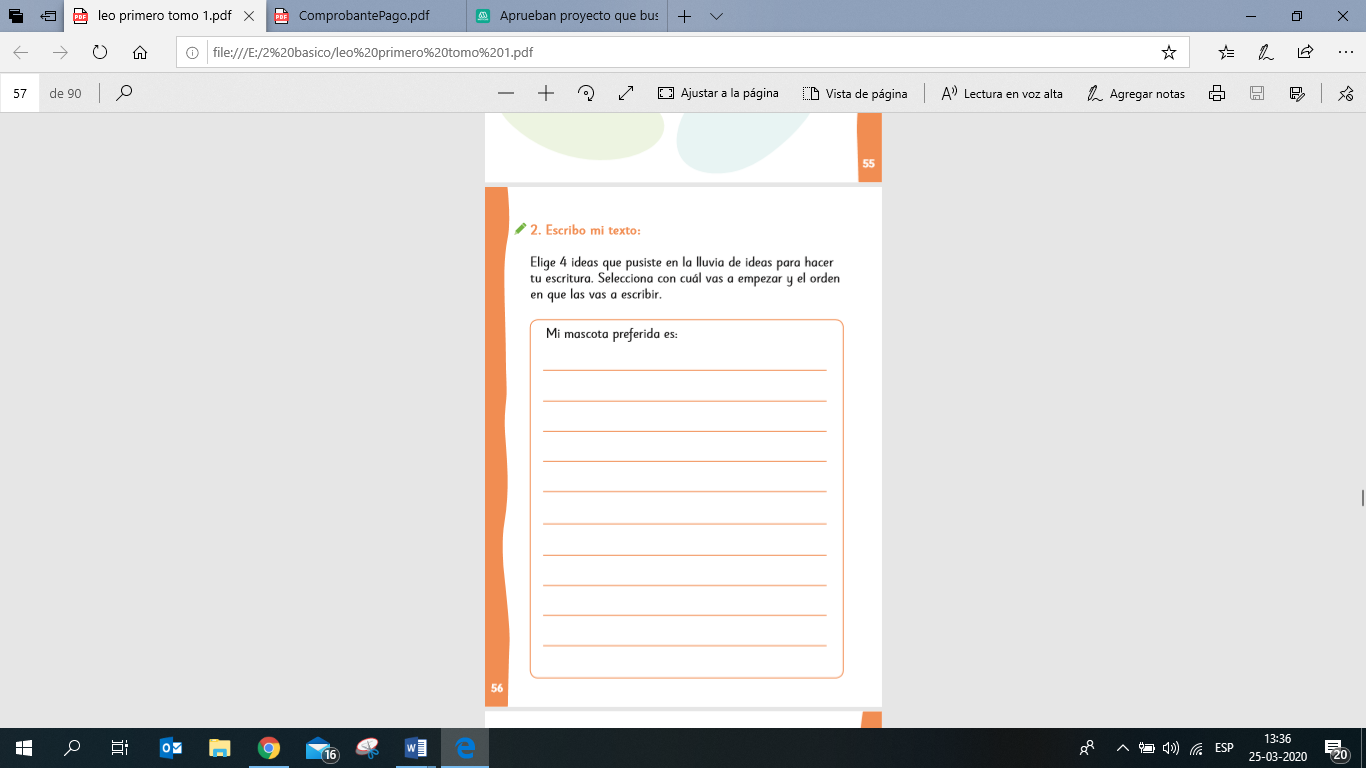 leo primero tomo 1.pdf
ComprobantePago.pdf
Aprueban proyecto que bus
file:///E:/2%20basico/leo%20primero%20tomo%201.pdf
57 de 90
Ajustar a la página
Vista de página
Lectura en voz alta
Agregar notas
55
2. Escribo mi texto:
Elige 4 ideas que pusiste en la lluvia de ideas para hacer
tu escritura. Selecciona con cuál vas a empezar y el orden
en que las vas a escribir.
Mi mascota preferida es:
56
16
ESP
13:36
25-03-2020
20